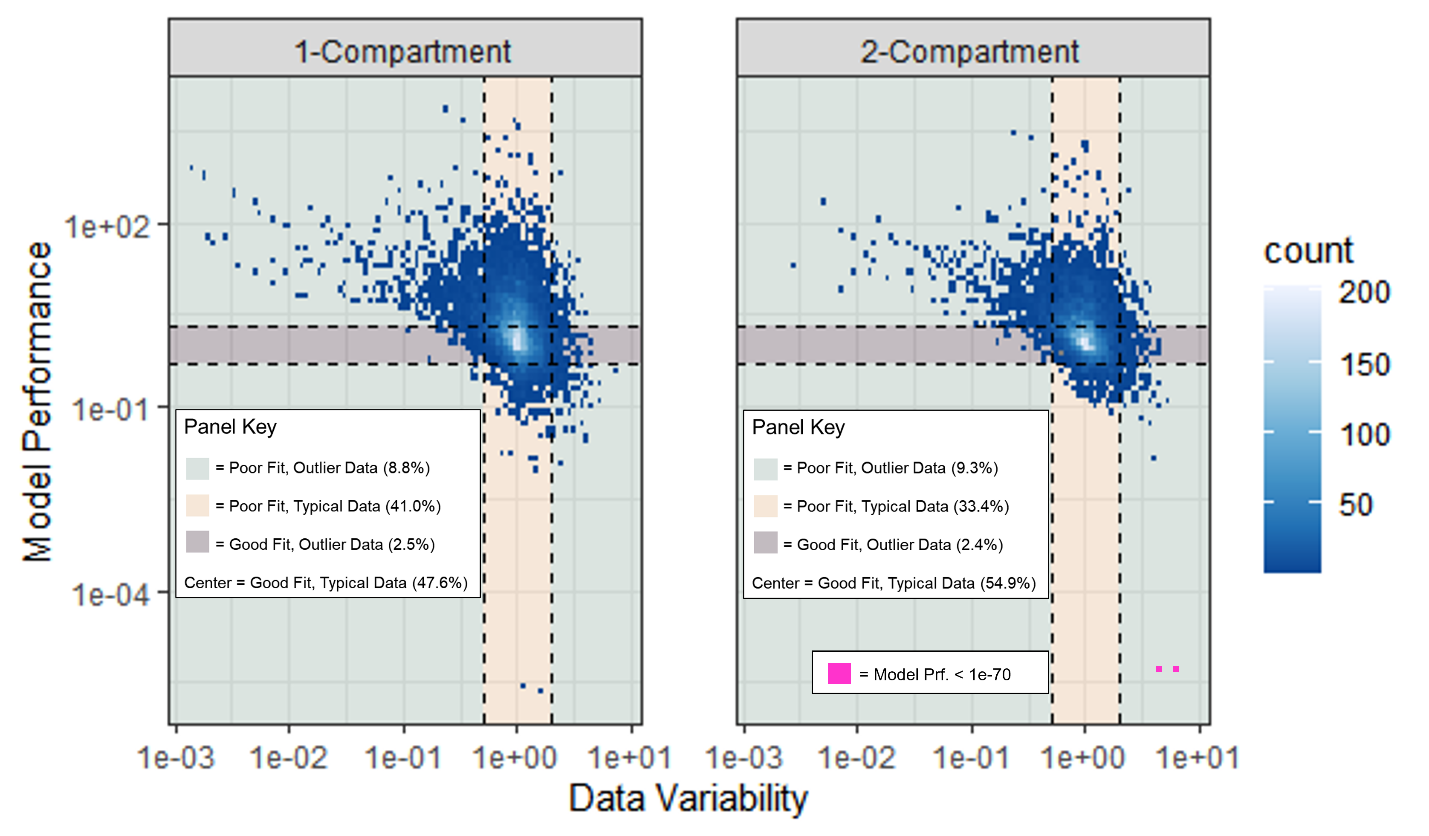 1-Compartment
2-Compartment
Model Performance
1e+02
1e-01
1e-04
Panel Key
= Poor Fit, Outlier Data (8.8%)
= Poor Fit, Typical Data (41.0%)
= Good Fit, Outlier Data (2.5%)
Center = Good Fit, Typical Data (47.6%)
Panel Key
= Poor Fit, Outlier Data (9.3%)
= Poor Fit, Typical Data (33.4%)
= Good Fit, Outlier Data (2.4%)
Center = Good Fit, Typical Data (54.9%)
= Model Prf. < 1e-70
1e-03 1e-02 1e-01 1e+00 1e+01
1e-03 1e-02 1e-01 1e+00 1e+01
Data Variability
count
200
150
100
50